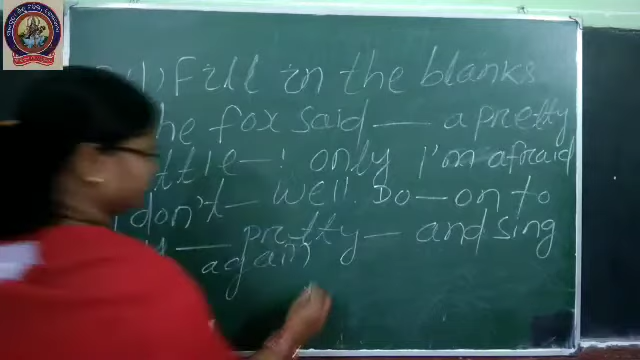 Fill in the blanks
he fox said — a pretty
ttle — ! only I'm afraid
I don't — well. Do — on to
— pretty — and sing
again